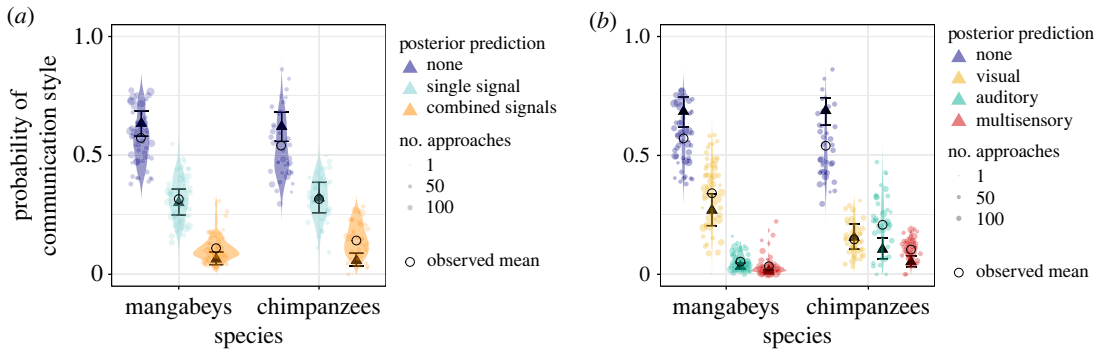 (a)
probability of
communication style
1.0
0.5
0
mangabeys
chimpanzees
species
posterior prediction
none
single signal
combined signals
no. approaches
1
50
100
observed mean
(b)
1.0
0.5
0
mangabeys
chimpanzees
species
posterior prediction
none
visual
auditory
multisensory
no. approaches
1
50
100
observed mean